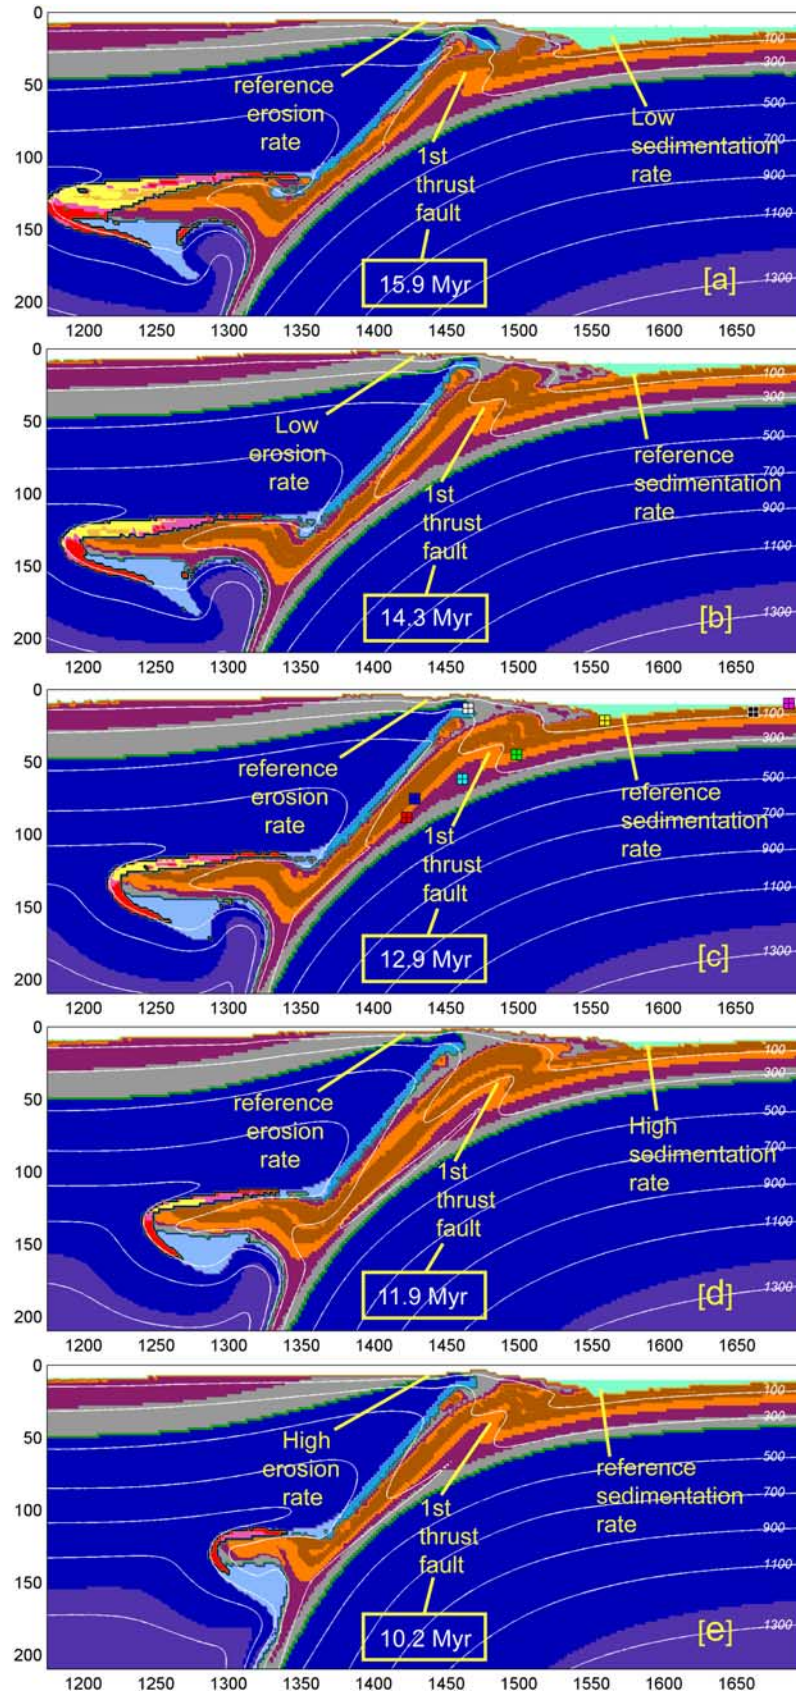 0
50
100
150
200
reference
erosion
rate
1st
thrust
fault
Low
sedimentation
rate
100
300
500
700
900
1100
1300
15.9 Myr
[a]
1200 1250 1300 1350 1400 1450 1500 1550 1600 1650
0
50
100
150
200
Low
erosion
rate
1st
thrust
fault
reference
sedimentation
rate
100
300
500
700
900
1100
1300
14.3 Myr
[b]
1200 1250 1300 1350 1400 1450 1500 1550 1600 1650
0
50
100
150
200
reference
erosion
rate
1st
thrust
fault
reference
sedimentation
rate
100
300
500
700
900
1100
1300
12.9 Myr
[c]
1200 1250 1300 1350 1400 1450 1500 1550 1600 1650
0
50
100
150
200
reference
erosion
rate
1st
thrust
fault
High
sedimentation
rate
100
300
500
700
900
1100
1300
11.9 Myr
[d]
1200 1250 1300 1350 1400 1450 1500 1550 1600 1650
0
50
100
150
200
High
erosion
rate
1st
thrust
fault
reference
sedimentation
rate
100
300
500
700
900
1100
1300
10.2 Myr
[e]
1200 1250 1300 1350 1400 1450 1500 1550 1600 1650